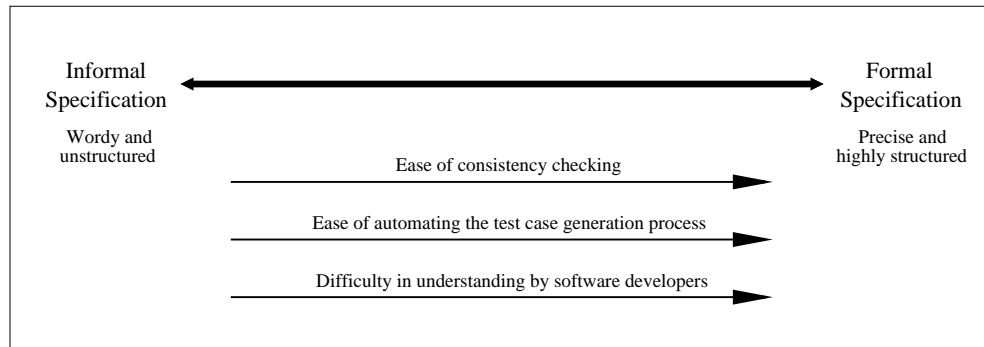 Informal
Specification
Wordy and
unstructured
Formal
Specification
Precise and
highly structured
Ease of consistency checking
Ease of automating the test case generation process
Difficulty in understanding by software developers